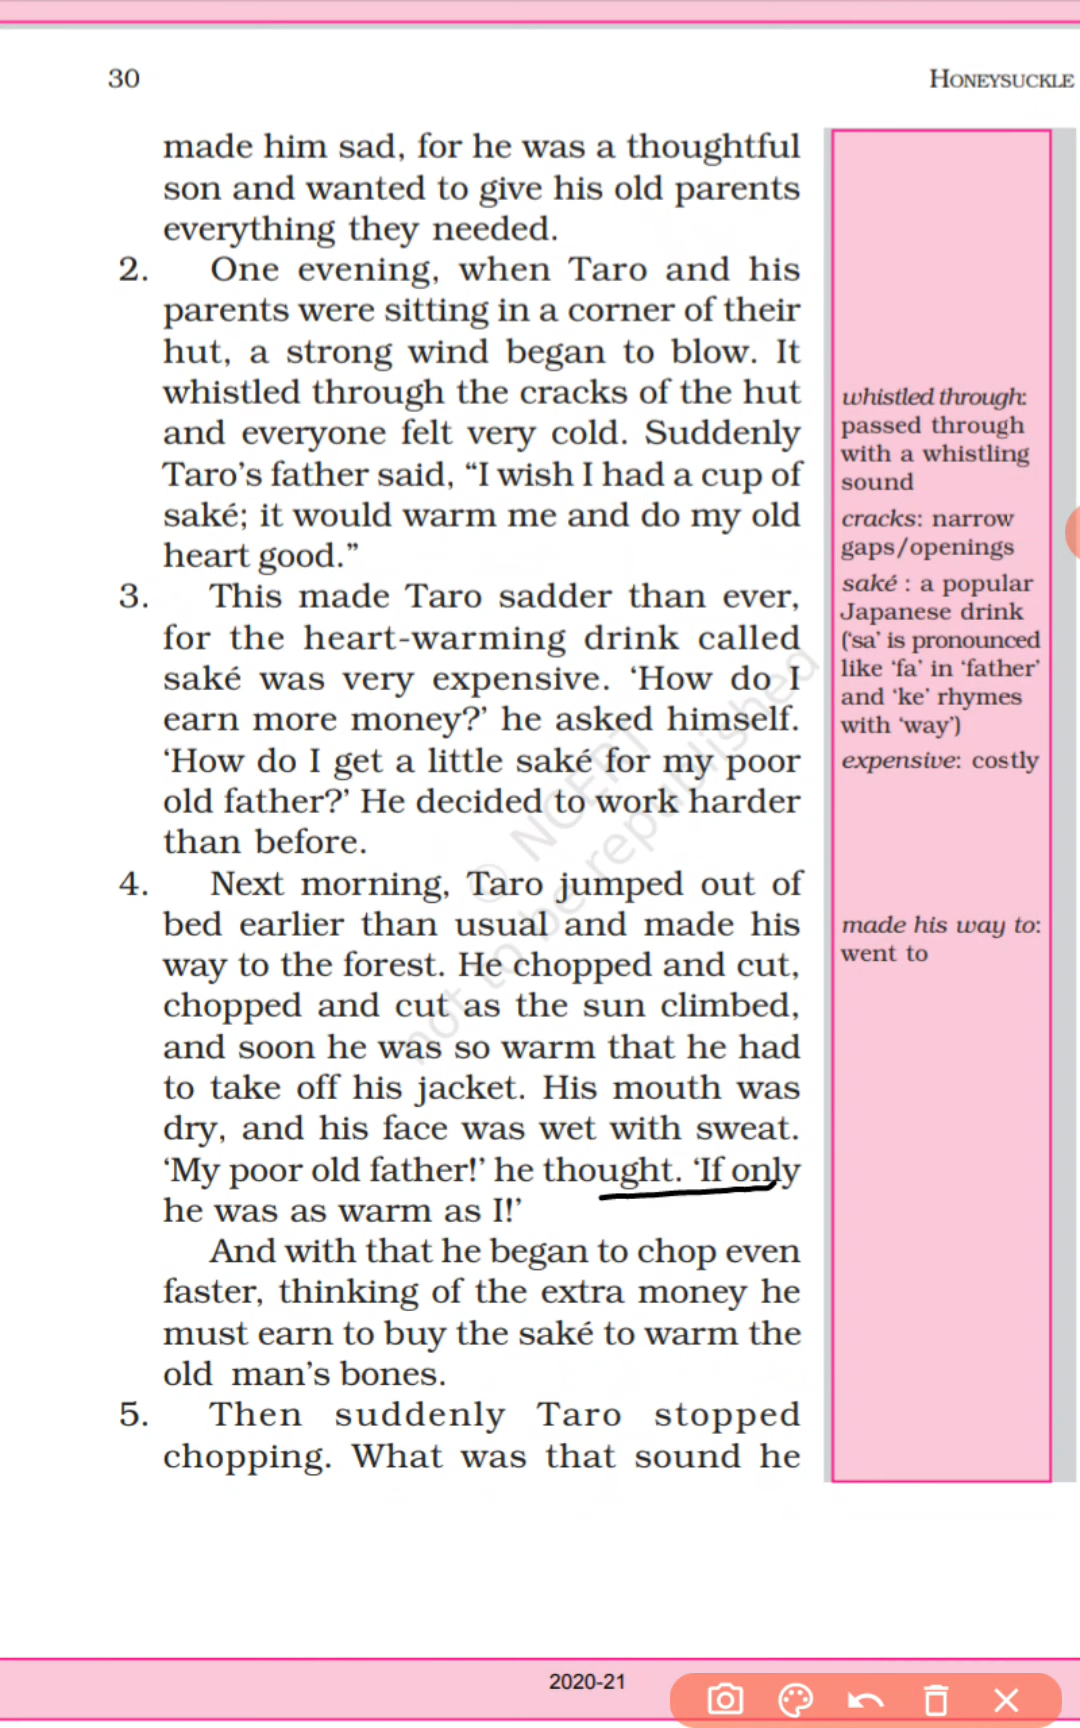 30
HONEYSUCKLE
made him sad, for he was a thoughtful
son and wanted to give his old parents
everything they needed.
2. One evening, when Taro and his
parents were sitting in a corner of their
hut, a strong wind began to blow. It
whistled through the cracks of the hut
and everyone felt very cold. Suddenly
Taro’s father said, “I wish I had a cup of
saké; it would warm me and do my old
heart good.”
3. This made Taro sadder than ever,
for the heart-warming drink called
saké was very expensive. ‘How do I
earn more money?’ he asked himself.
‘How do I get a little saké for my poor
old father?’ He decided to work harder
than before.
4. Next morning, Taro jumped out of
bed earlier than usual and made his
way to the forest. He chopped and cut,
chopped and cut as the sun climbed,
and soon he was so warm that he had
to take off his jacket. His mouth was
dry, and his face was wet with sweat.
‘My poor old father!’ he thought. ‘If only
he was as warm as I!’
And with that he began to chop even
faster, thinking of the extra money he
must earn to buy the saké to warm the
old man’s bones.
5. Then suddenly Taro stopped
chopping. What was that sound he
whistled through:
passed through
with a whistling
sound
cracks: narrow
gaps/openings
saké : a popular
Japanese drink
(‘sa’ is pronounced
like ‘fa’ in ‘father’
and ‘ke’ rhymes
with ‘way’)
expensive: costly
made his way to:
went to
© NCERT
not to be republished
2020-21